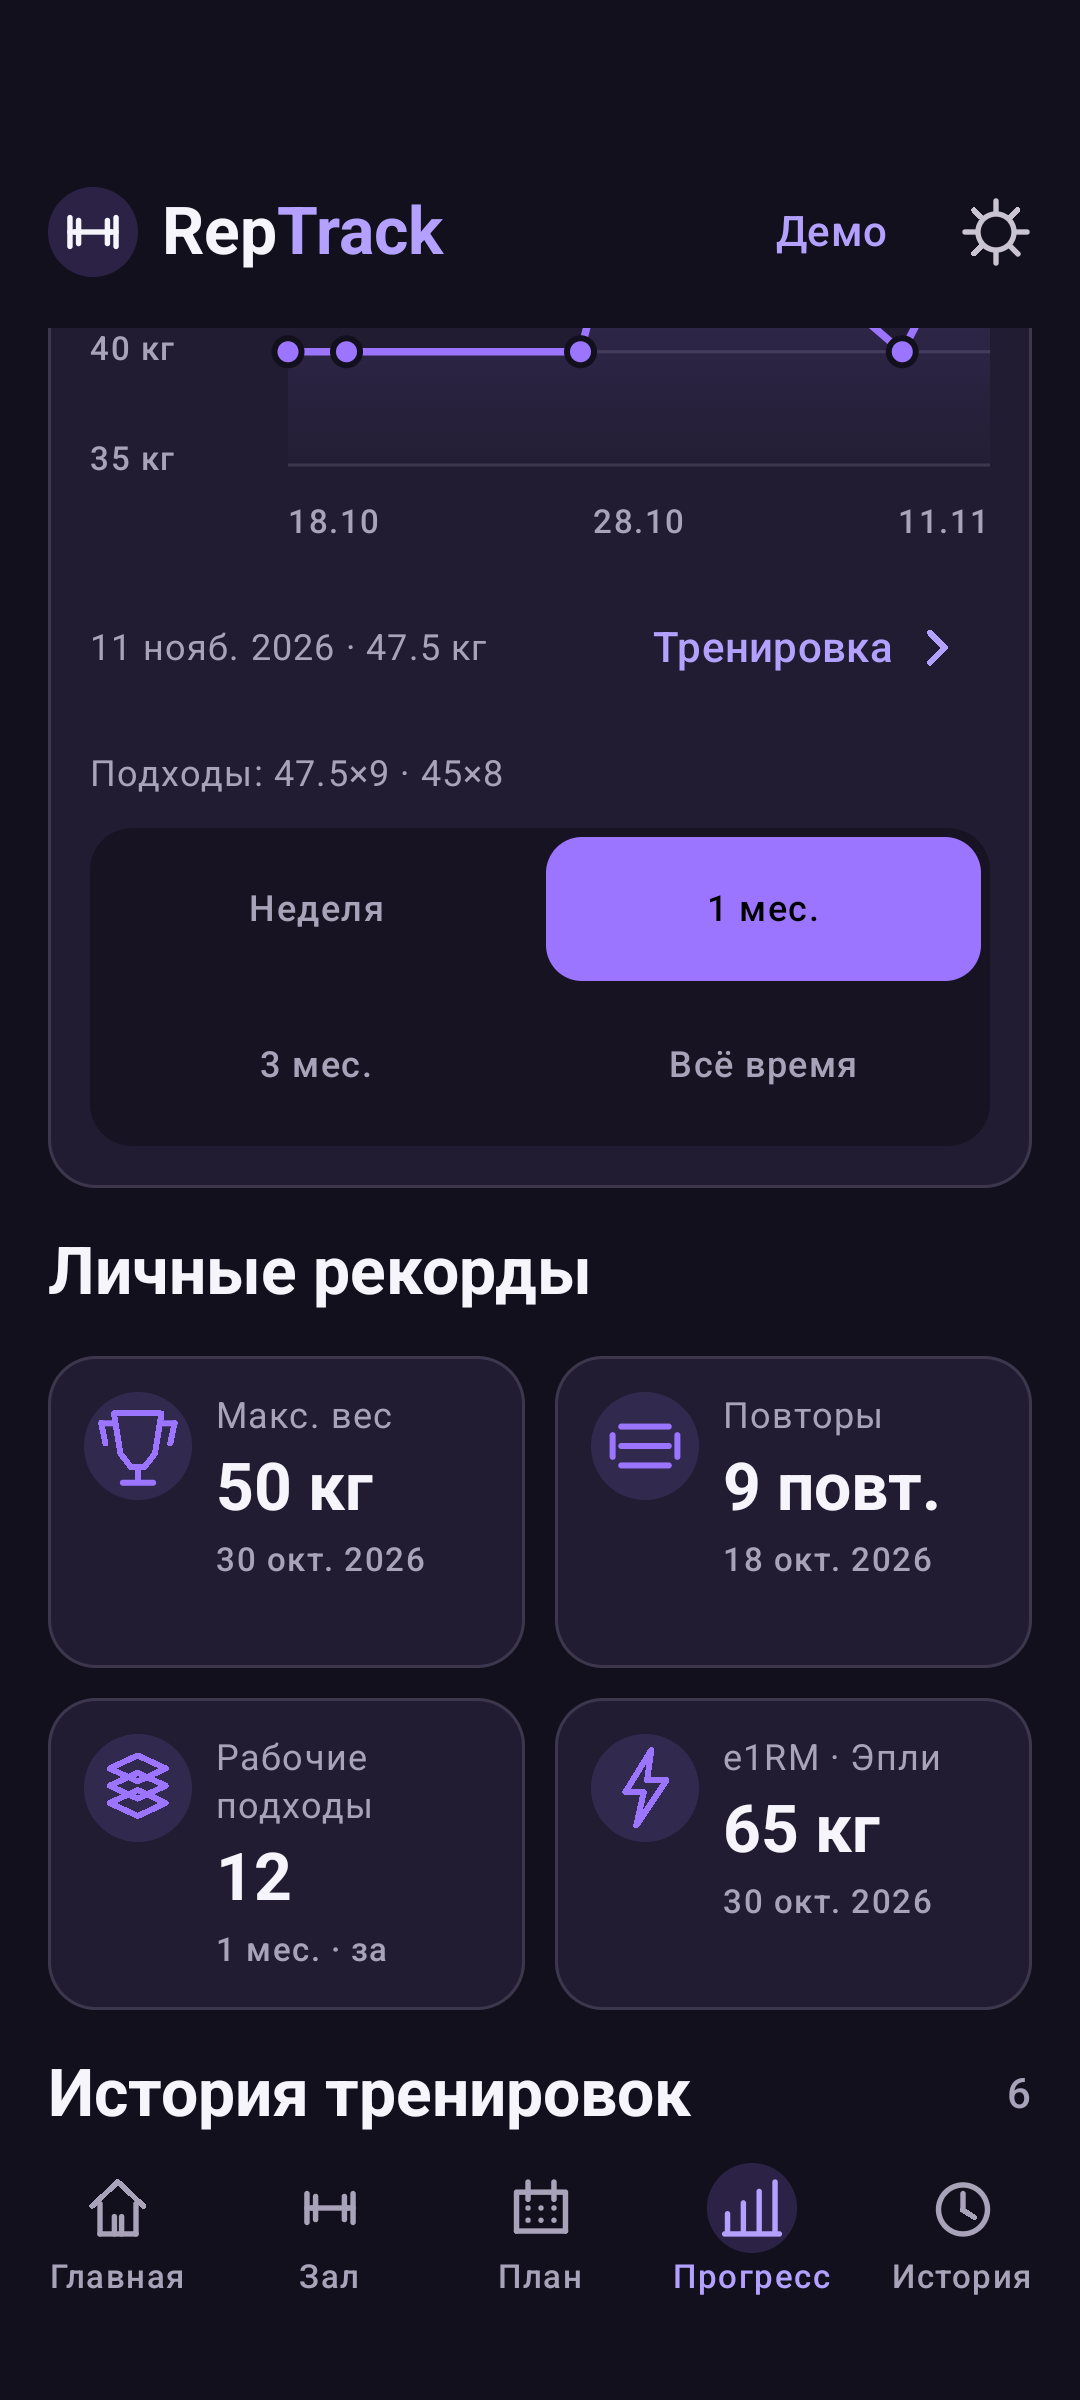 RepTrack
Демо
40 кг
35 кг
18.10 28.10 11.11
11 нояб. 2026 · 47.5 кг
Тренировка
Подходы: 47.5×9 · 45×8
Неделя
1 мес.
3 мес.
Всё время
Личные рекорды
Макс. вес
50 кг
30 окт. 2026
Повторы
9 повт.
18 окт. 2026
Рабочие
подходы
12
1 мес. · за
e1RM · Эпли
65 кг
30 окт. 2026
История тренировок
6
Главная
Зал
План
Прогресс
История